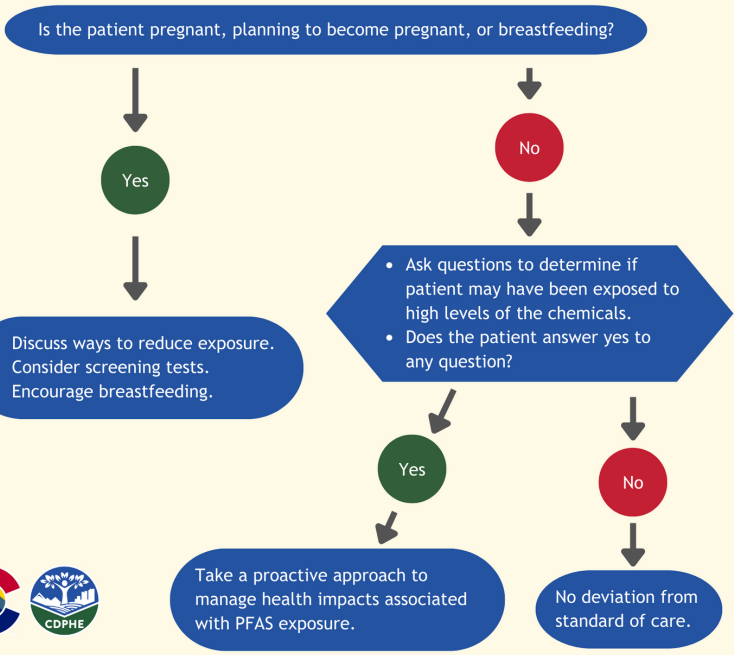 Is the patient pregnant, planning to become pregnant, or breastfeeding?
Yes
No
• Ask questions to determine if
patient may have been exposed to
high levels of the chemicals.
• Does the patient answer yes to
any question?
Discuss ways to reduce exposure.
Consider screening tests.
Encourage breastfeeding.
Yes
No
Take a proactive approach to
manage health impacts associated
with PFAS exposure.
No deviation from
standard of care.
CDPHE